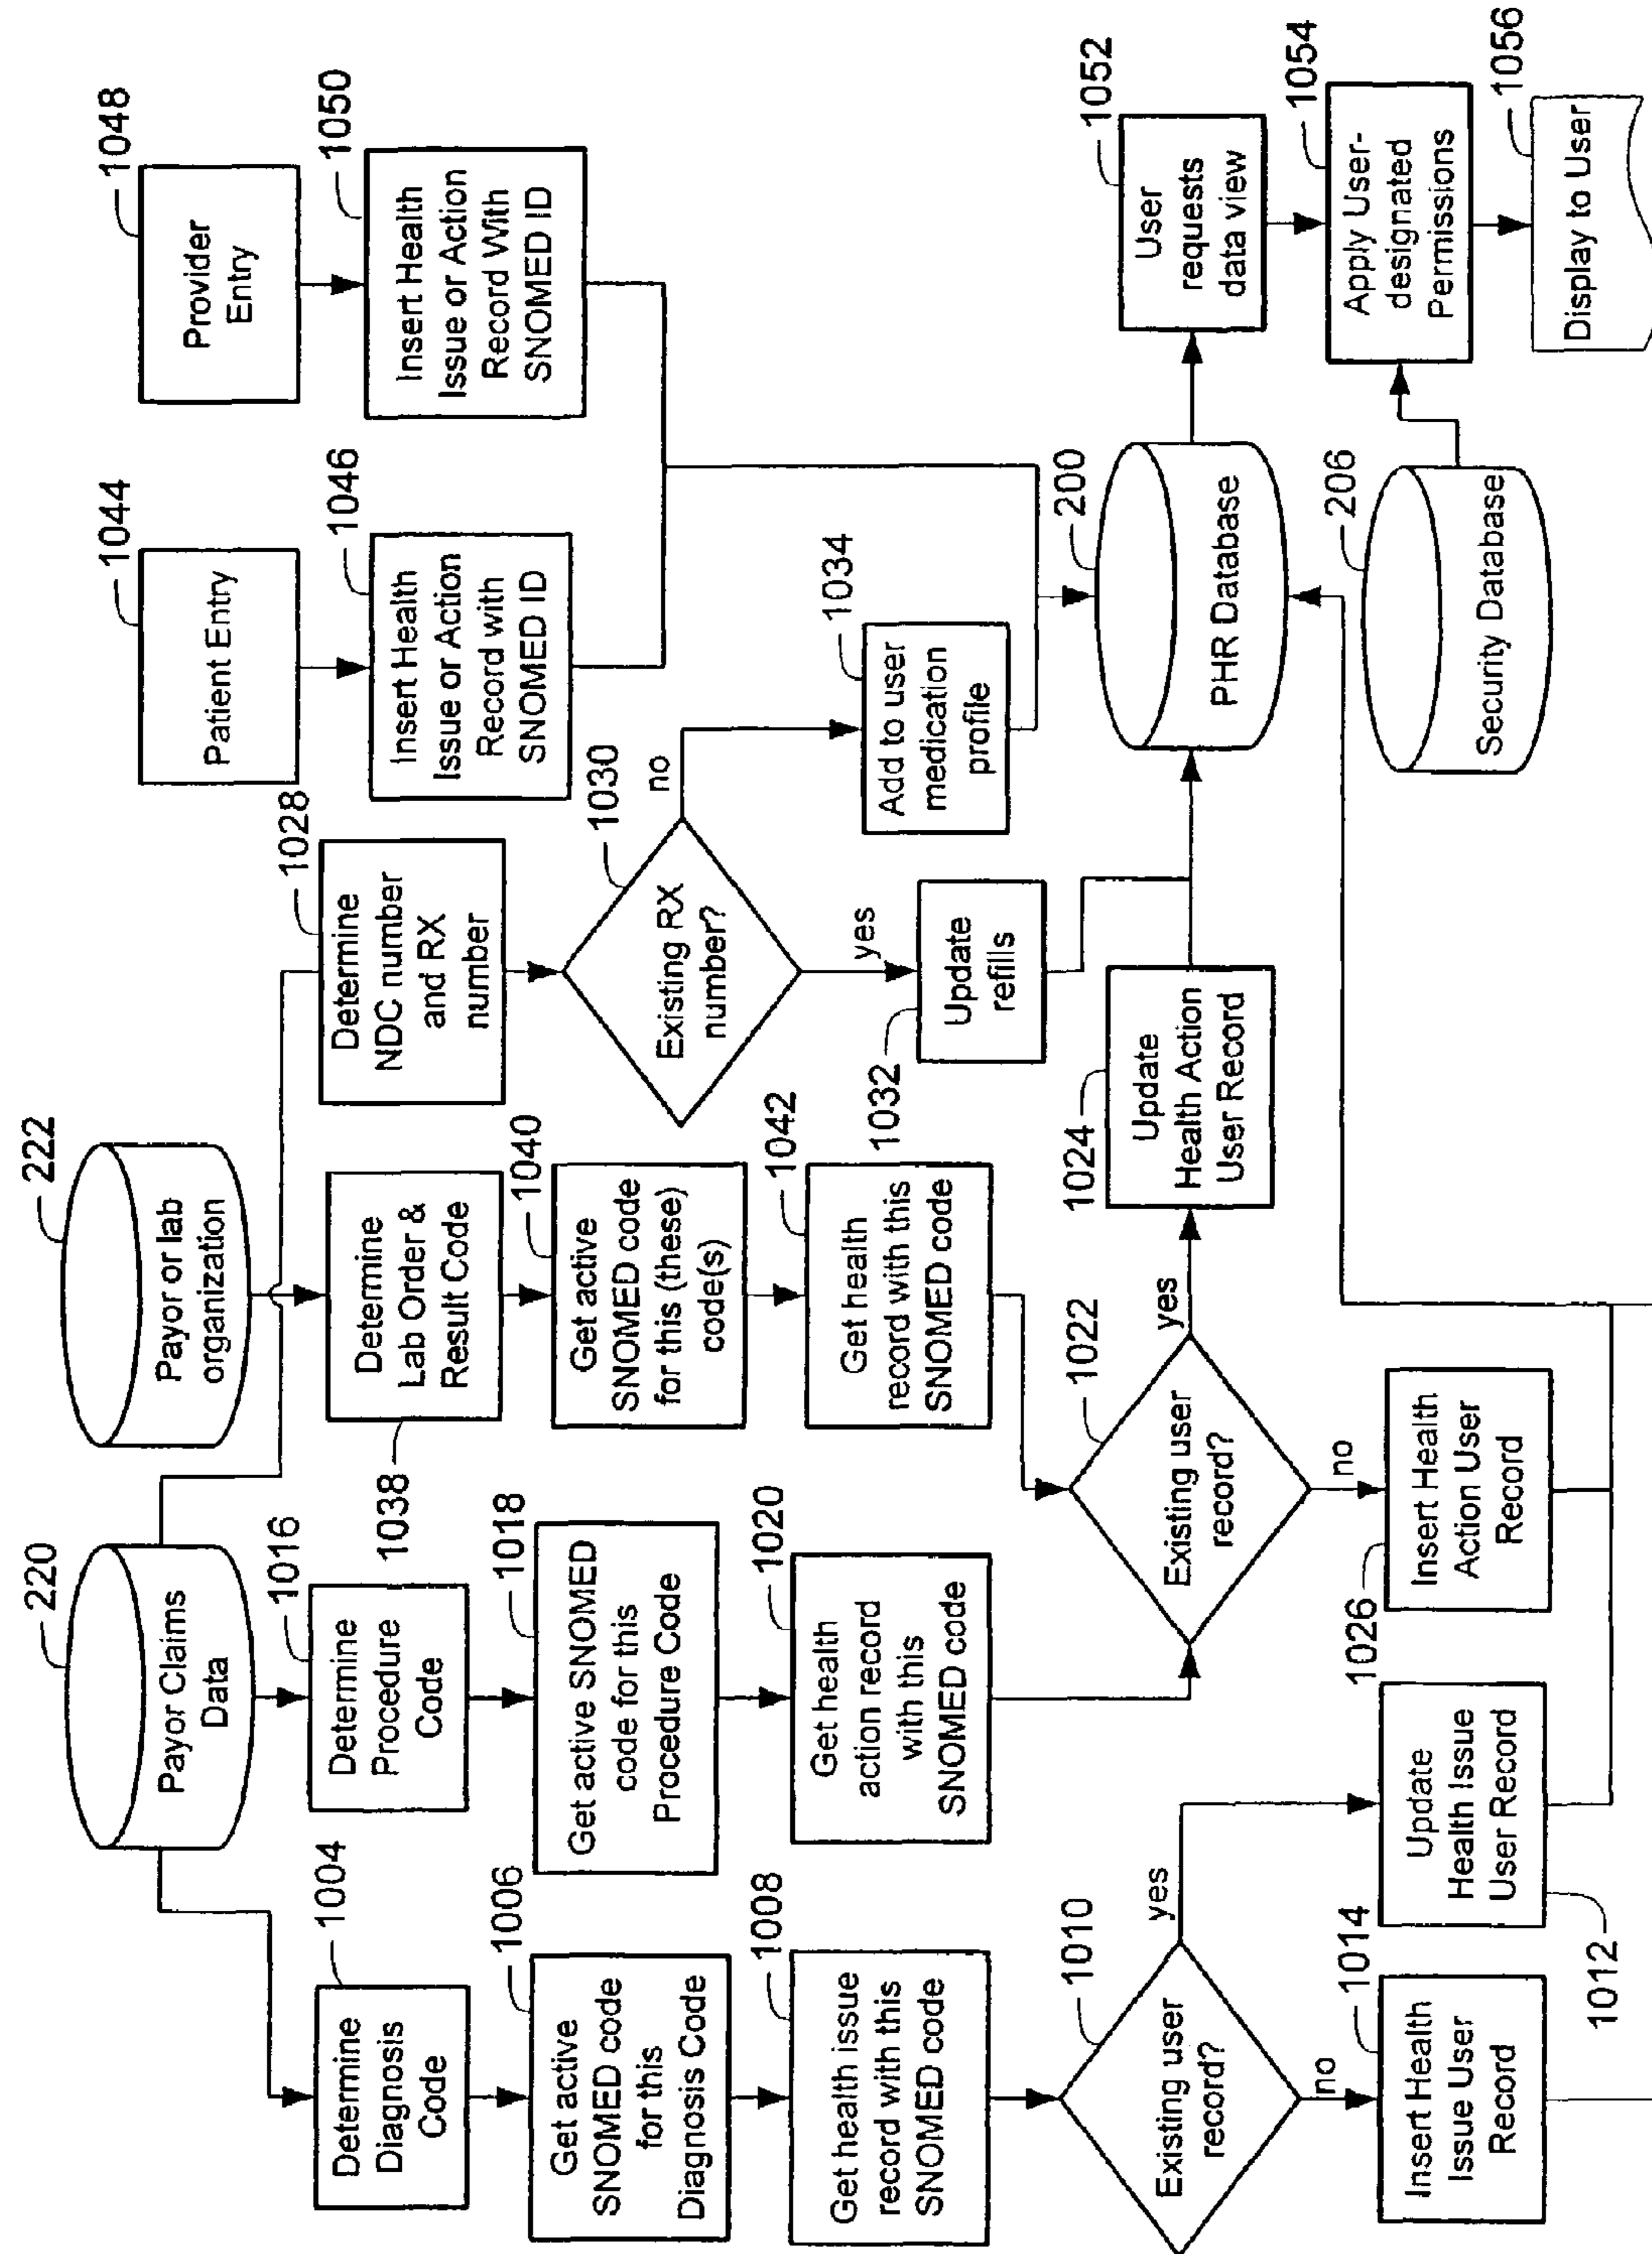 220
Payor Claims
Data
222
Payor or lab
organization
1004
Determine
Diagnosis
Code
1006
Get active
SNOMED code
for this
Diagnosis Code
1008
Get health issue
record with this
SNOMED code
1010
Existing user
record?
yes
no
1014
Insert Health
Issue User
Record
Update
Health Issue
User Record
1012
1016
Determine
Procedure
Code
1018
Get active SNOMED
code for this
Procedure Code
1020
Get health
action record
with this
SNOMED code
Determine
Lab Order &
Result Code
1038
1040
Get active
SNOMED code
for this (these)
code(s)
1042
Get health
record with this
SNOMED code
1022
Existing user
record?
yes
no
1026
Insert Health
Action User
Record
1024
Update
Health Action
User Record
1028
Determine
NDC number
and RX
number
1030
Existing RX
number?
no
yes
1032
Update
refills
1034
Add to user
medication
profile
1044
Patient Entry
1046
Insert Health
Issue or Action
Record with
SNOMED ID
1048
Provider
Entry
1050
Insert Health
Issue or Action
Record With
SNOMED ID
200
PHR Database
206
Security Database
1052
User
requests
data view
1054
Apply User-
designated
Permissions
1056
Display to User